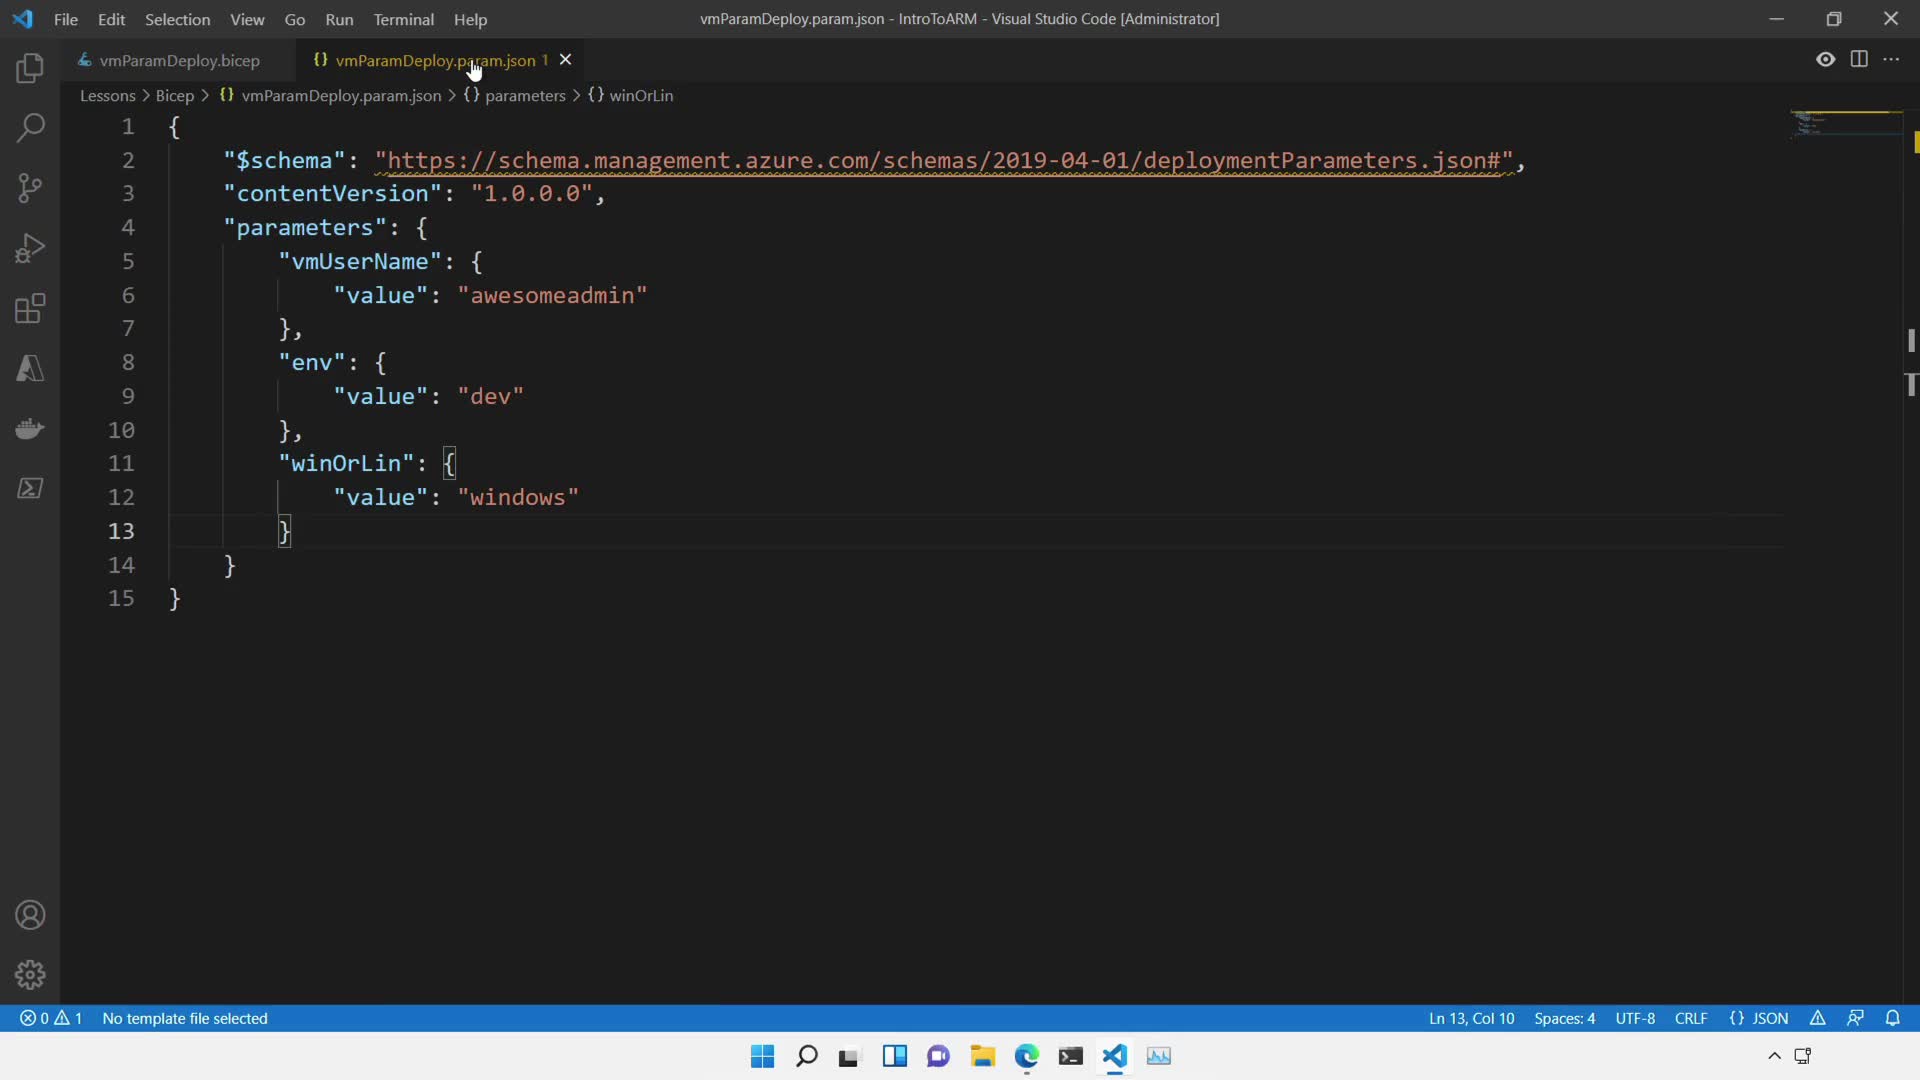 File Edit Selection View Go Run Terminal Help
vmParamDeploy.param.json - IntroToARM - Visual Studio Code [Administrator]
vmParamDeploy.bicep
{} vmParamDeploy.param.json 1
Lessons > Bicep > {} vmParamDeploy.param.json > {} parameters > {} winOrLin
1 {
2 "$schema": "https://schema.management.azure.com/schemas/2019-04-01/deploymentParameters.json#",
3 "contentVersion": "1.0.0.0",
4 "parameters": {
5 "vmUserName": {
6 "value": "awesomeadmin"
7 },
8 "env": {
9 "value": "dev"
10 },
11 "winOrLin": {
12 "value": "windows"
13 }
14 }
15 }
0 1 No template file selected
Ln 13, Col 10 Spaces: 4 UTF-8 CRLF {} JSON